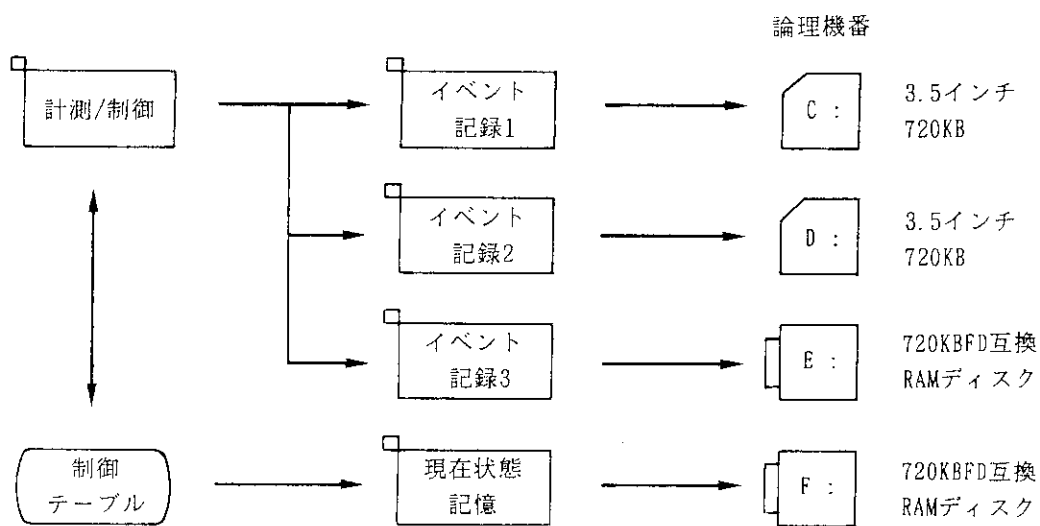 論理機番
計測/制御
イベント
記録1
C :
3.5インチ
720KB
イベント
記録2
D :
3.5インチ
720KB
イベント
記録3
E :
720KBFD互換
RAMディスク
制御
テーブル
現在状態
記憶
F :
720KBFD互換
RAMディスク